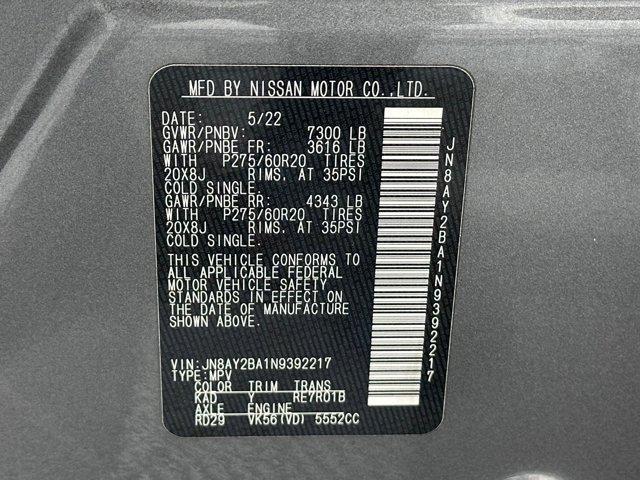 MFD BY NISSAN MOTOR CO.,LTD.
DATE: 5/22
GVWR/PNBV: 7300 LB
GAWR/PNBE FR: 3616 LB
WITH P275/60R20 TIRES
20X8J RIMS, AT 35PSI
COLD SINGLE.
GAWR/PNBE RR: 4343 LB
WITH P275/60R20 TIRES
20X8J RIMS, AT 35PSI
COLD SINGLE.
THIS VEHICLE CONFORMS TO
ALL APPLICABLE FEDERAL
MOTOR VEHICLE SAFETY
STANDARDS IN EFFECT ON
THE DATE OF MANUFACTURE
SHOWN ABOVE.
VIN:JN8AY2BA1N9392217
TYPE:MPV
COLOR TRIM TRANS
KAD Y RE7R01B
AXLE ENGINE
RD29 VK56(VD) 5552CC
JN8AY2BA1N9392217